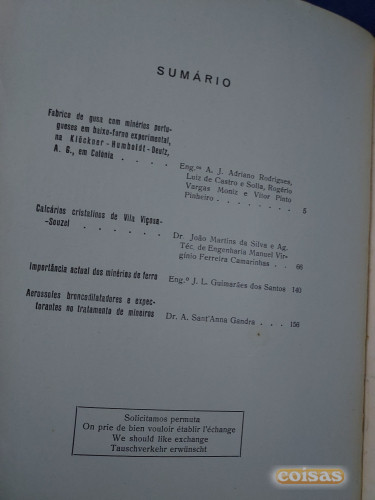 SUMÁRIO
Fabrico de gusa com minérios portu-
gueses em baixo-forno experimental,
na Klöckner-Humboldt-Deutz,
A. G., em Colónia . . . .
Eng.os A. J. Adriano Rodrigues,
Luiz de Castro e Solla, Rogério
Vargas Moniz e Vitor Pinto
Pinheiro . . . . . . . . 5
Calcários cristalinos de Vila Viçosa-
-Souzel . . . . . .
Dr. João Martins da Silva e Ag.
Téc. de Engenharia Manuel Vir-
gínio Ferreira Camarinhas . . 66
Importância actual dos minérios de ferro
Eng.º J. L. Guimarães dos Santos 141
Aerossoles broncodilatadores e expec-
torantes no tratamento de mineiros
Dr. A. Sant'Anna Gandra . . . 156
Solicitamos permuta
On prie de bien vouloir établir l'échange
We should like exchange
Tauschverkehr erwünscht
coisas